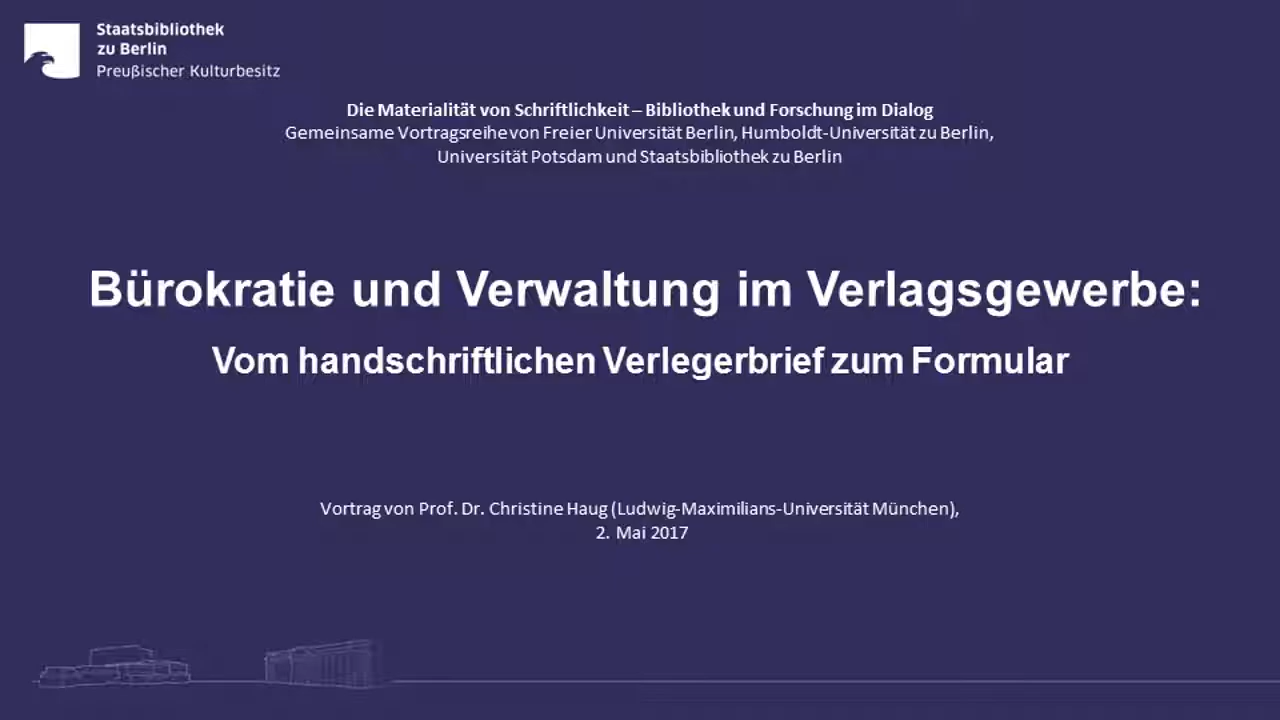 Staatsbibliothek
zu Berlin
Preußischer Kulturbesitz
Die Materialität von Schriftlichkeit – Bibliothek und Forschung im Dialog
Gemeinsame Vortragsreihe von Freier Universität Berlin, Humboldt-Universität zu Berlin,
Universität Potsdam und Staatsbibliothek zu Berlin
Bürokratie und Verwaltung im Verlagsgewerbe:
Vom handschriftlichen Verlegerbrief zum Formular
Vortrag von Prof. Dr. Christine Haug (Ludwig-Maximilians-Universität München),
2. Mai 2017